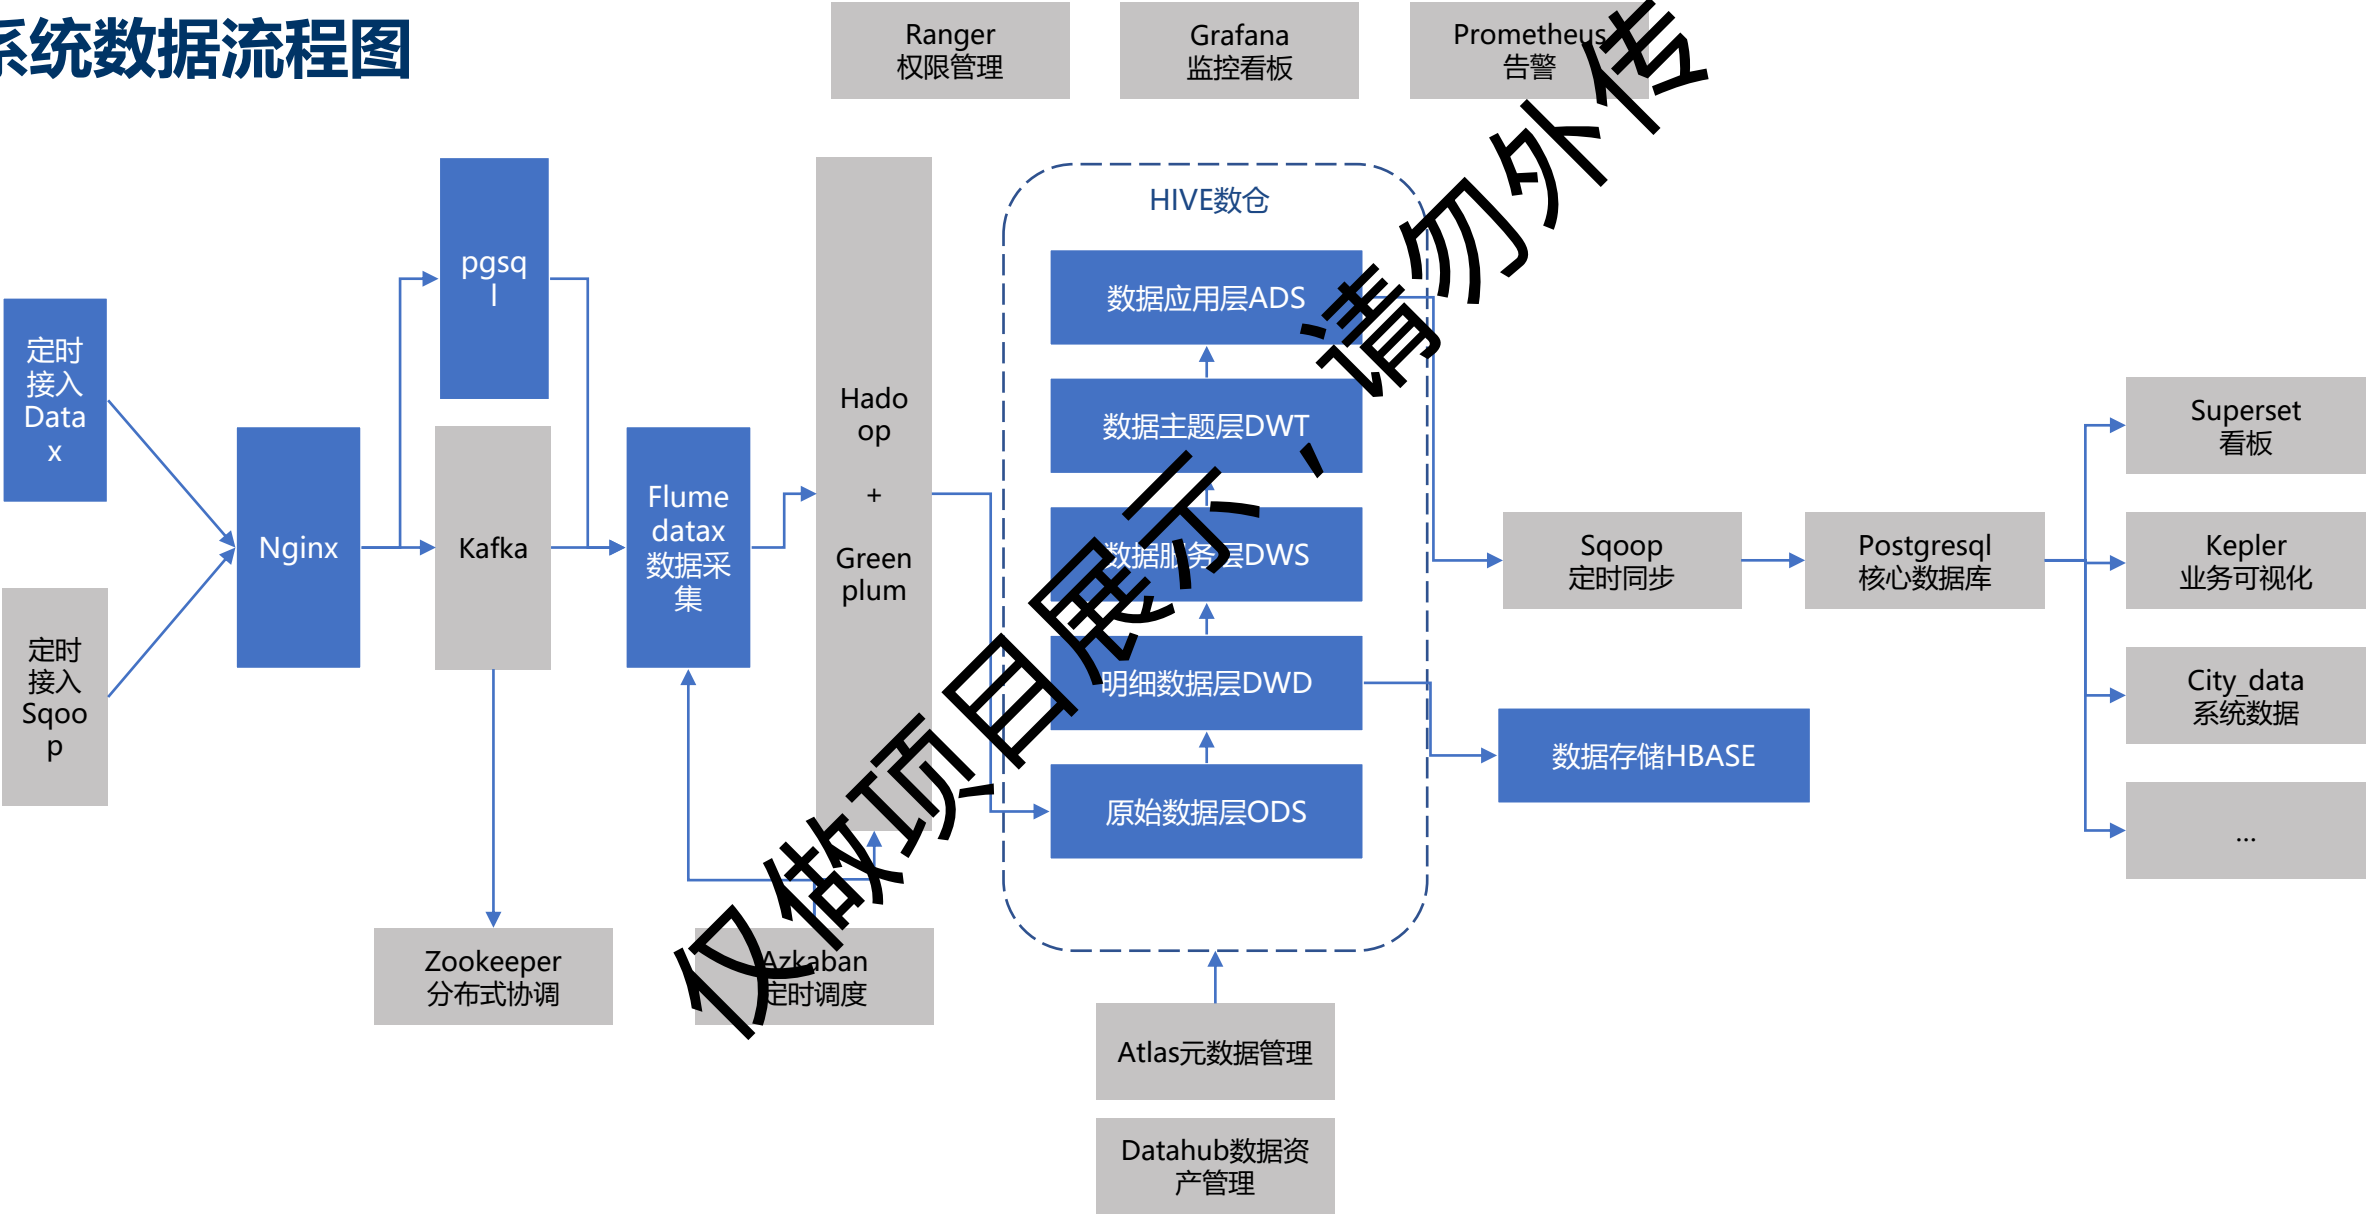 系统数据流程图
Ranger
权限管理
Grafana
监控看板
Prometheus
告警
定时
接入
Data
x
定时
接入
Sqoo
p
Nginx
pgsq
l
Kafka
Flume
datax
数据采
集
Hado
op
+
Green
plum
HIVE数仓
数据应用层ADS
数据主题层DWT
数据服务层DWS
明细数据层DWD
原始数据层ODS
Sqoop
定时同步
Postgresql
核心数据库
数据存储HBASE
Superset
看板
Kepler
业务可视化
City_data
系统数据
...
Zookeeper
分布式协调
Azkaban
定时调度
Atlas元数据管理
Datahub数据资
产管理
仅做项目展示、请勿外传